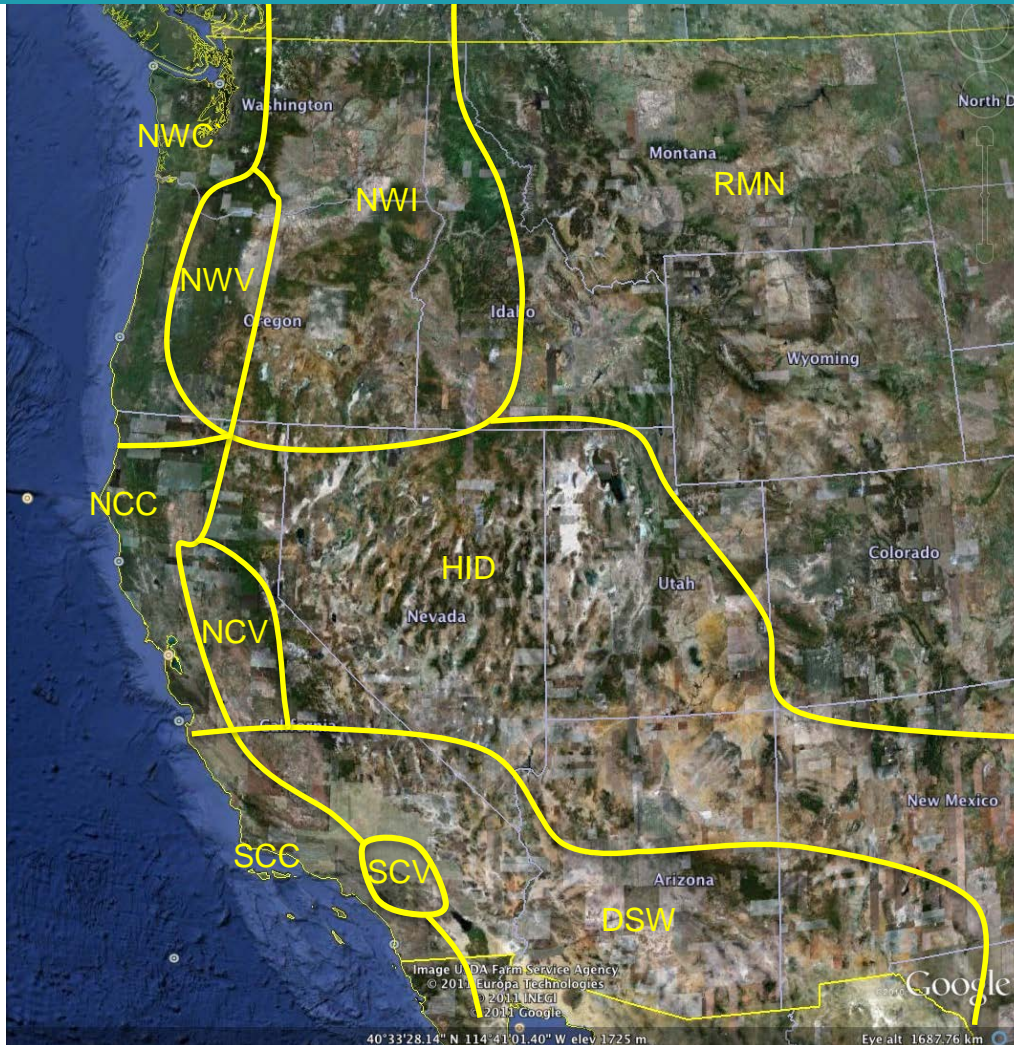 Washington
North D
NWC
Montana
RMN
NWI
NWV
Oregon
Idaho
Wyoming
NCC
Colorado
HID
Utah
NCV
Nevada
California
New Mexico
SCC
SCV
Arizona
DSW
Image USDA Farm Service Agency
© 2011 Europa Technologies
© 2011 INEGI
© 2011 Google
Google
40°33'28.14" N 114°41'01.40" W elev 1725 m
Eye alt 1687.76 km